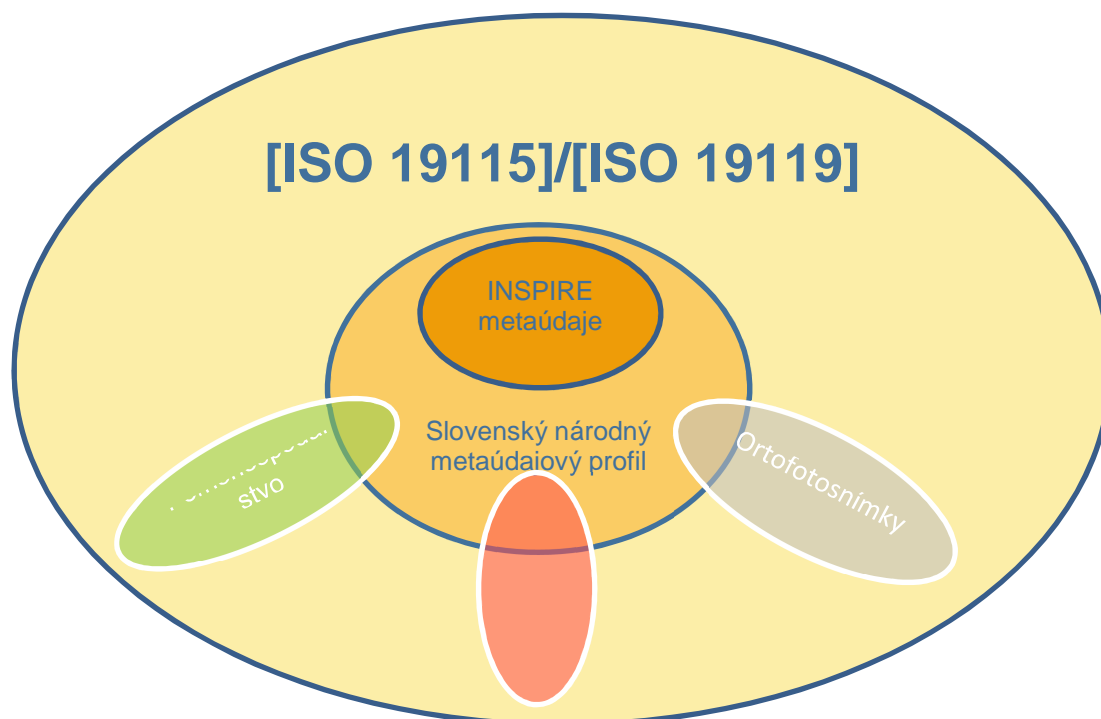 [ISO 19115]/[ISO 19119]
INSPIRE
metaúdaje
Slovenský národný
metaúdajový profil
stvo
Ortofotosnímky